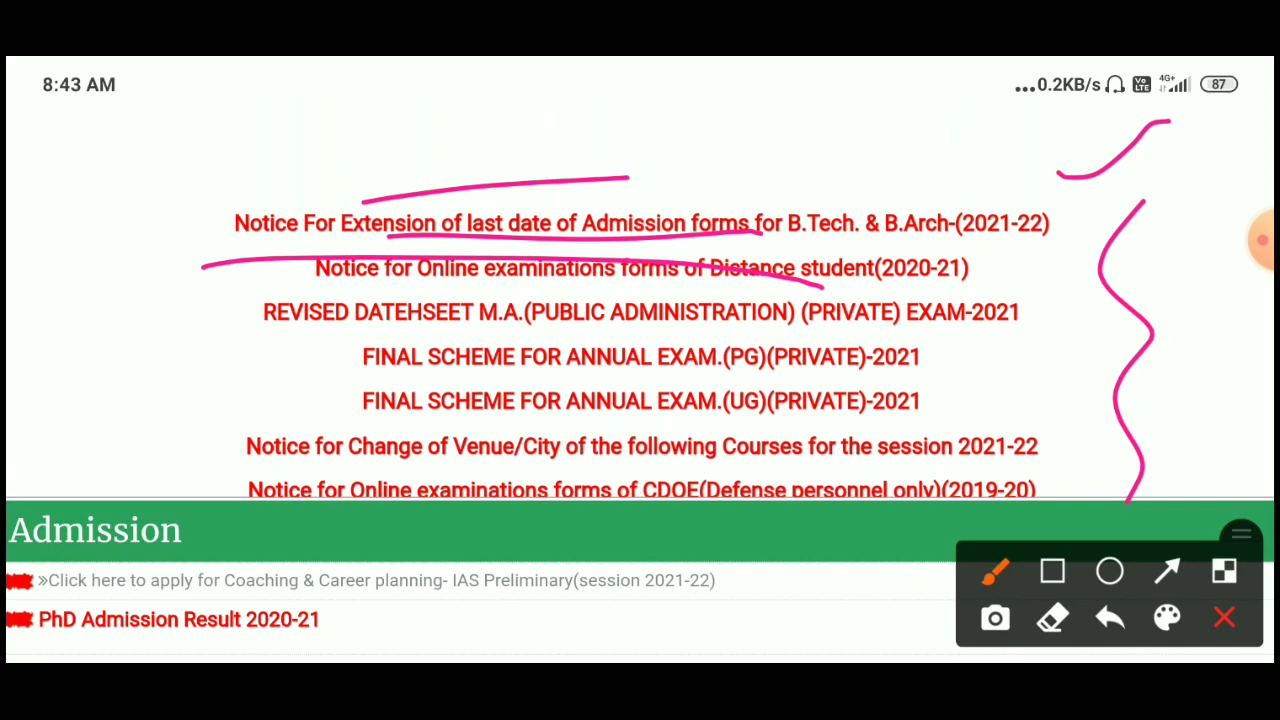 8:43 AM
...0.2KB/s Vo LTE 4G+ 87
Notice For Extension of last date of Admission forms for B.Tech. & B.Arch-(2021-22)
Notice for Online examinations forms of Distance student(2020-21)
REVISED DATEHSEET M.A.(PUBLIC ADMINISTRATION) (PRIVATE) EXAM-2021
FINAL SCHEME FOR ANNUAL EXAM.(PG)(PRIVATE)-2021
FINAL SCHEME FOR ANNUAL EXAM.(UG)(PRIVATE)-2021
Notice for Change of Venue/City of the following Courses for the session 2021-22
Notice for Online examinations forms of CDOE(Defense personnel only)(2019-20)
Admission
»Click here to apply for Coaching & Career planning- IAS Preliminary(session 2021-22)
PhD Admission Result 2020-21